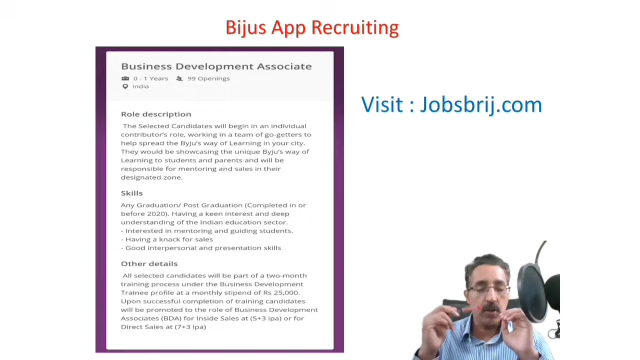 Bijus App Recruiting
Business Development Associate
0 - 1 Years 99 Openings
India
Role description
The Selected Candidates will begin in an individual
contributor's role, working in a team of go-getters to
help spread the Byju's way of Learning in your city.
They would be showcasing the unique Byju's way of
Learning to students and parents and will be
responsible for mentoring and sales in their
designated zone.
Skills
Any Graduation/ Post Graduation (Completed in or
before 2020). Having a keen interest and deep
understanding of the Indian education sector.
- Interested in mentoring and guiding students.
- Having a knack for sales
- Good interpersonal and presentation skills
Other details
All selected candidates will be part of a two-month
training process under the Business Development
Trainee profile at a monthly stipend of Rs 25,000.
Upon successful completion of training candidates
will be promoted to the role of Business Development
Associates (BDA) for Inside Sales at (5+3 lpa) or for
Direct Sales at (7+3 lpa)
Visit : Jobsbrij.com